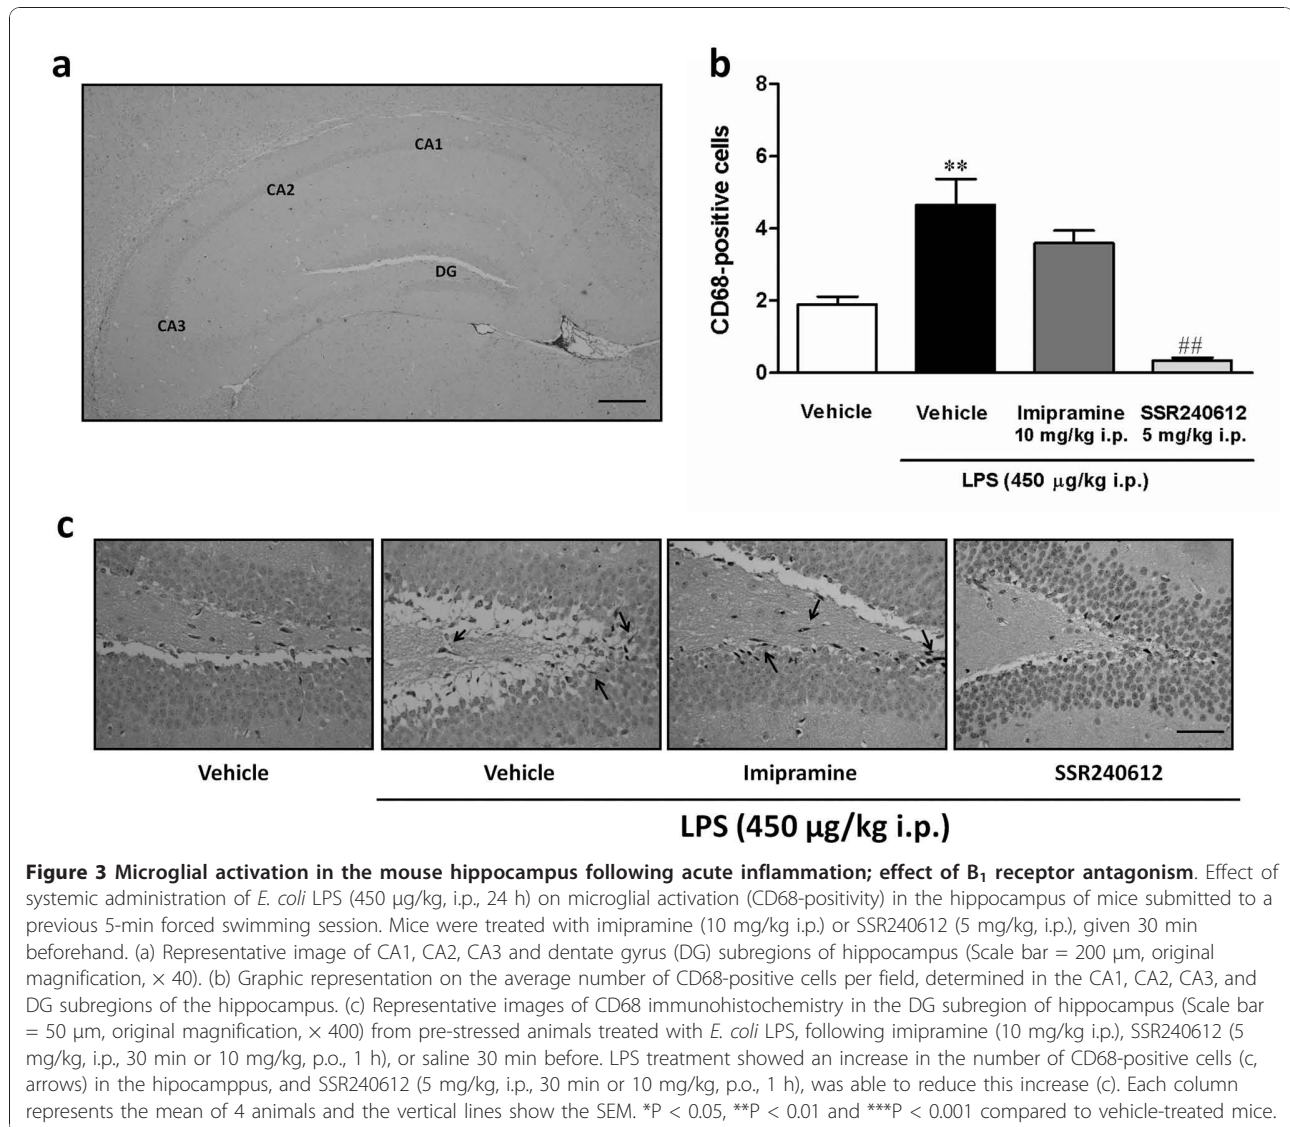 a
CA1
CA2
CA3
DG
b
CD68-positive cells
8
6
4
2
0
**
##
Vehicle
Vehicle
Imipramine
10 mg/kg i.p.
SSR240612
5 mg/kg i.p.
LPS (450 µg/kg i.p.)
c
Vehicle
Vehicle
Imipramine
SSR240612
LPS (450 µg/kg i.p.)
Figure 3 Microglial activation in the mouse hippocampus following acute inflammation; effect of B₁ receptor antagonism. Effect of
systemic administration of E. coli LPS (450 µg/kg, i.p., 24 h) on microglial activation (CD68-positivity) in the hippocampus of mice submitted to a
previous 5-min forced swimming session. Mice were treated with imipramine (10 mg/kg i.p.) or SSR240612 (5 mg/kg, i.p.), given 30 min
beforehand. (a) Representative image of CA1, CA2, CA3 and dentate gyrus (DG) subregions of hippocampus (Scale bar = 200 µm, original
magnification, × 40). (b) Graphic representation on the average number of CD68-positive cells per field, determined in the CA1, CA2, CA3, and
DG subregions of the hippocampus. (c) Representative images of CD68 immunohistochemistry in the DG subregion of hippocampus (Scale bar
= 50 µm, original magnification, × 400) from pre-stressed animals treated with E. coli LPS, following imipramine (10 mg/kg i.p.), SSR240612 (5
mg/kg, i.p., 30 min or 10 mg/kg, p.o., 1 h), or saline 30 min before. LPS treatment showed an increase in the number of CD68-positive cells (c,
arrows) in the hipocamppus, and SSR240612 (5 mg/kg, i.p., 30 min or 10 mg/kg, p.o., 1 h), was able to reduce this increase (c). Each column
represents the mean of 4 animals and the vertical lines show the SEM. *P < 0.05, **P < 0.01 and ***P < 0.001 compared to vehicle-treated mice.